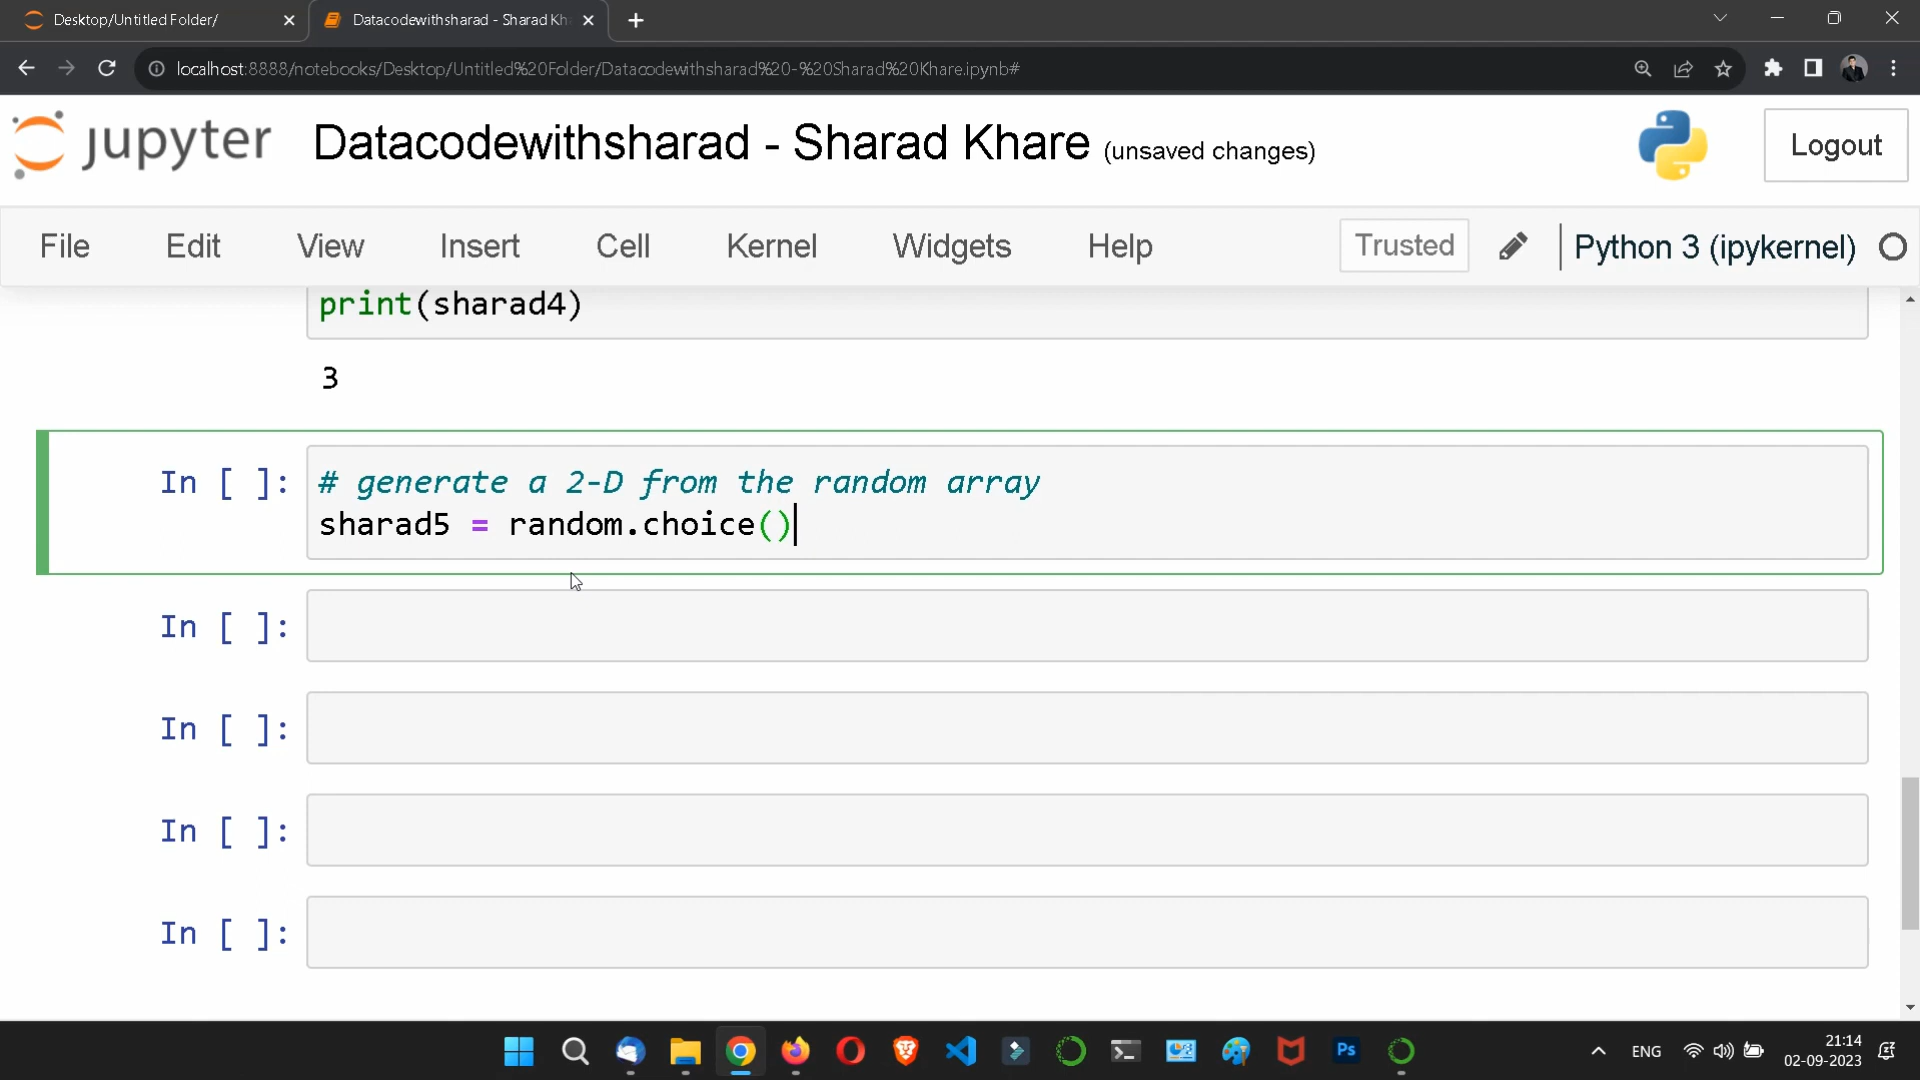 Desktop/Untitled Folder/
Datacodewithsharad - Sharad Kh
localhost:8888/notebooks/Desktop/Untitled%20Folder/Datacodewithsharad%20-%20Sharad%20Khare.ipynb#
jupyter
Datacodewithsharad - Sharad Khare (unsaved changes)
Logout
File Edit View Insert Cell Kernel Widgets Help
Trusted
Python 3 (ipykernel)
print(sharad4)
3
In [ ]: # generate a 2-D from the random array
sharad5 = random.choice()
In [ ]:
In [ ]:
In [ ]:
In [ ]:
Ps
ENG
21:14
02-09-2023